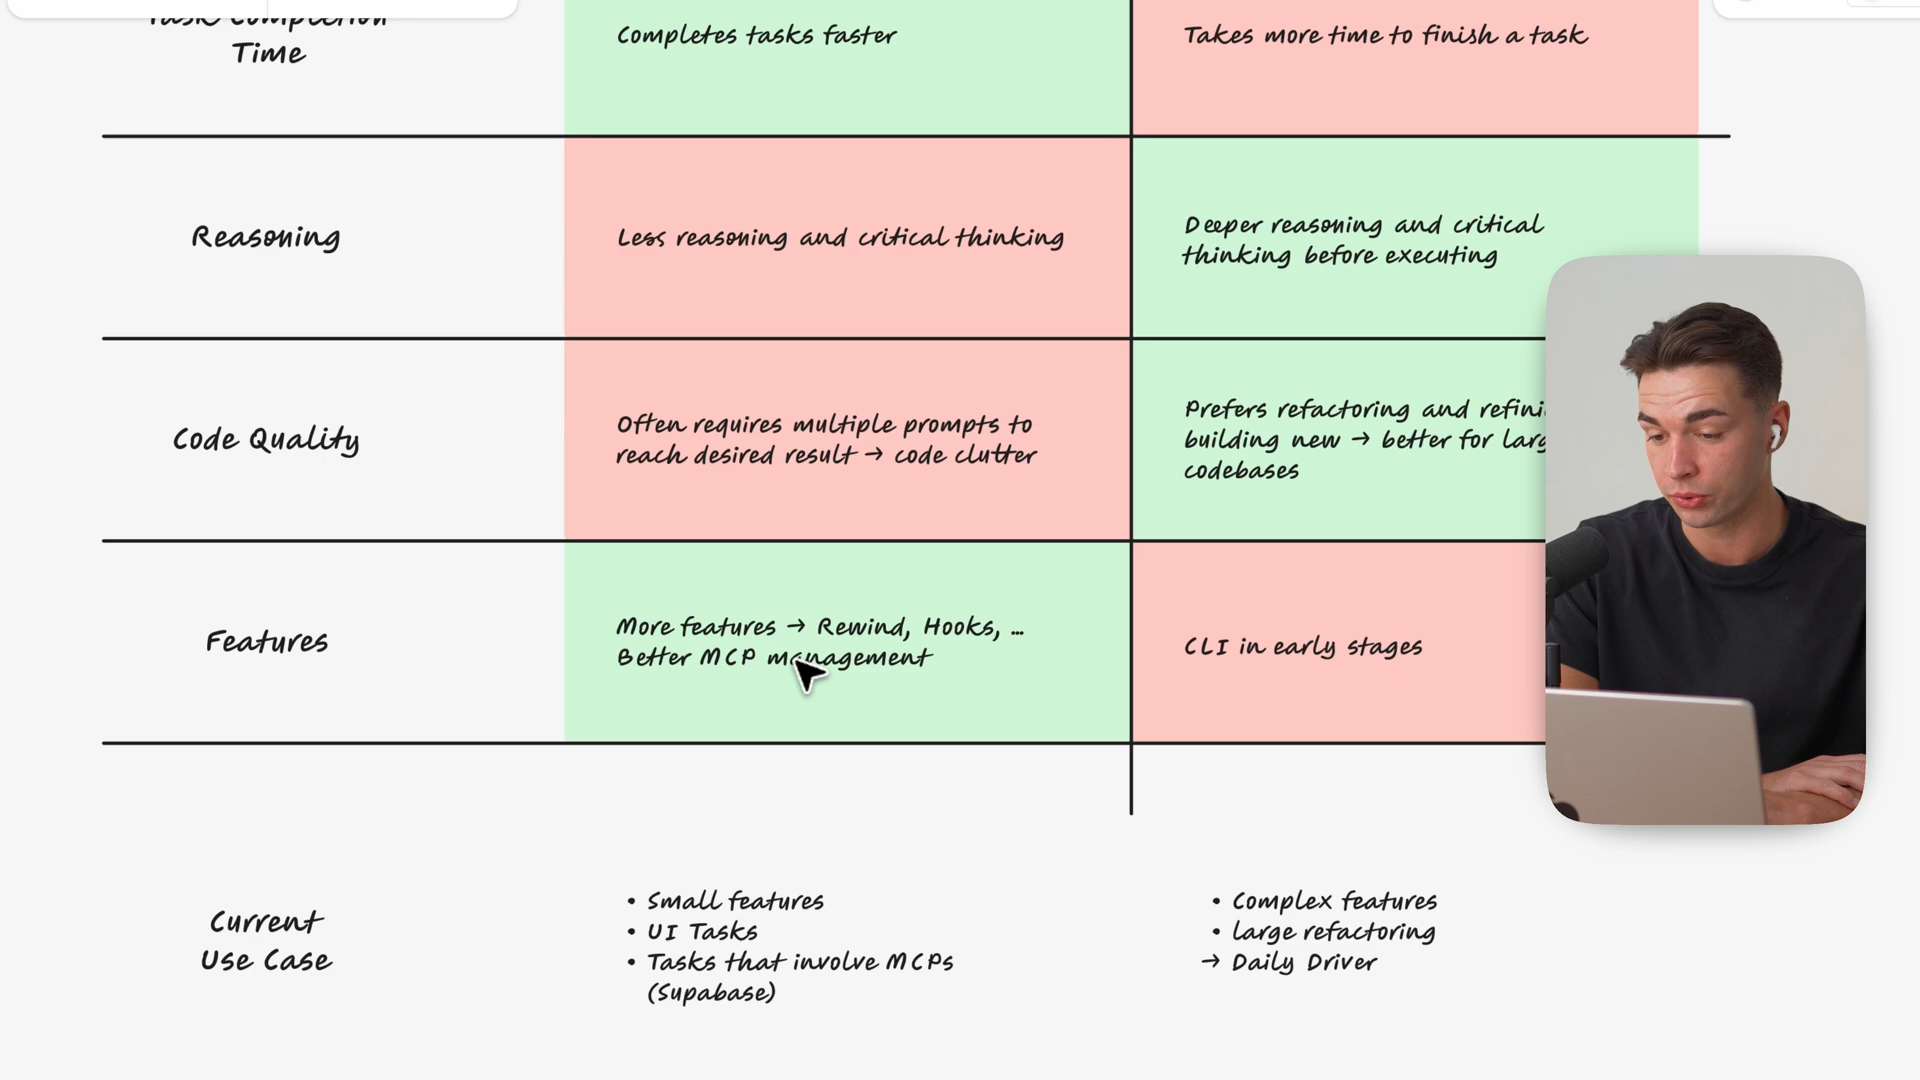 Task Completion
Time
Completes tasks faster
Takes more time to finish a task
Reasoning
Less reasoning and critical thinking
Deeper reasoning and critical
thinking before executing
Code Quality
Often requires multiple prompts to
reach desired result → code clutter
Prefers refactoring and
building new → better for
codebases
Features
More features → Rewind, Hooks, ...
Better MCP management
CLI in early stages
Current
Use Case
• Small features
• UI Tasks
• Tasks that involve MCPs
(Supabase)
• Complex features
• large refactoring
→ Daily Driver